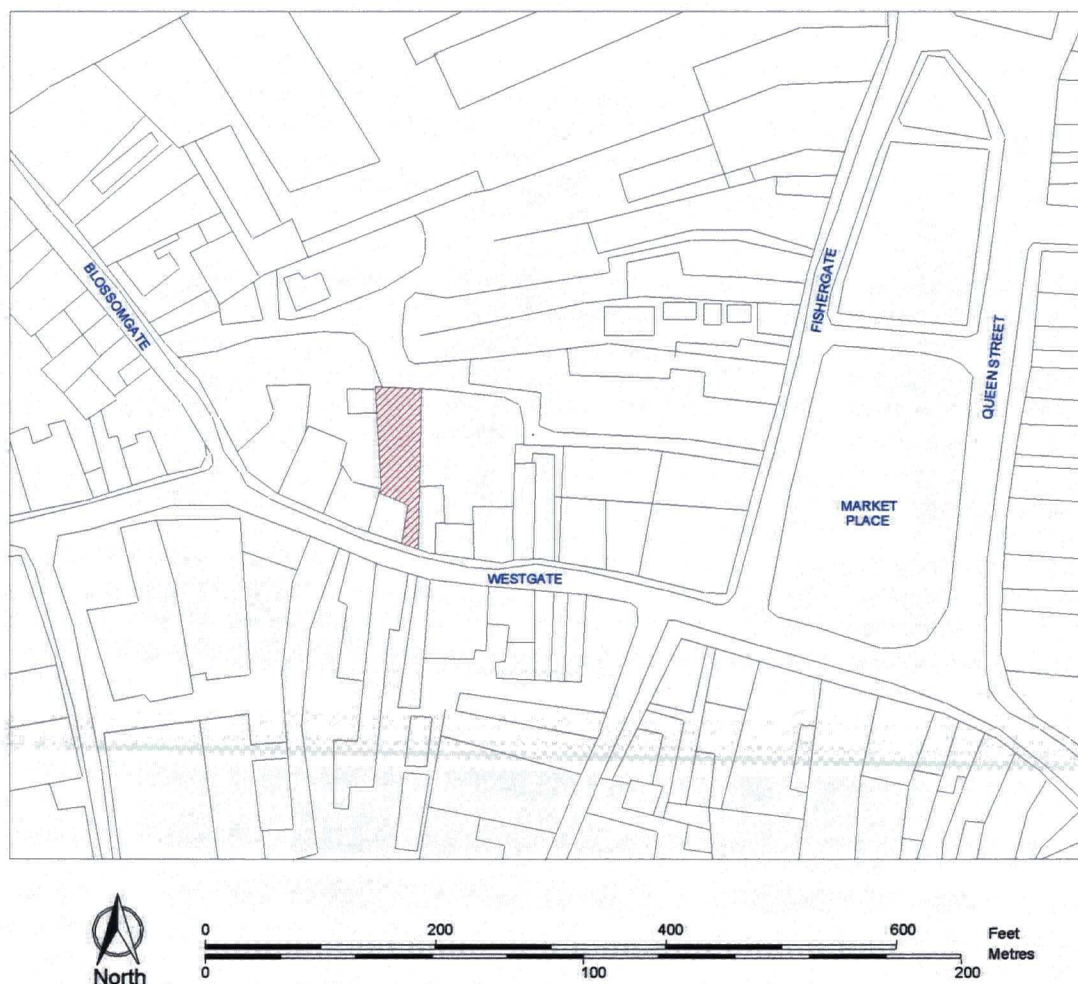 BLOSSOMGATE
FISHERGATE
QUEEN STREET
MARKET
PLACE
WESTGATE
North
0 200 400 600 Feet
0 100 200 Metres